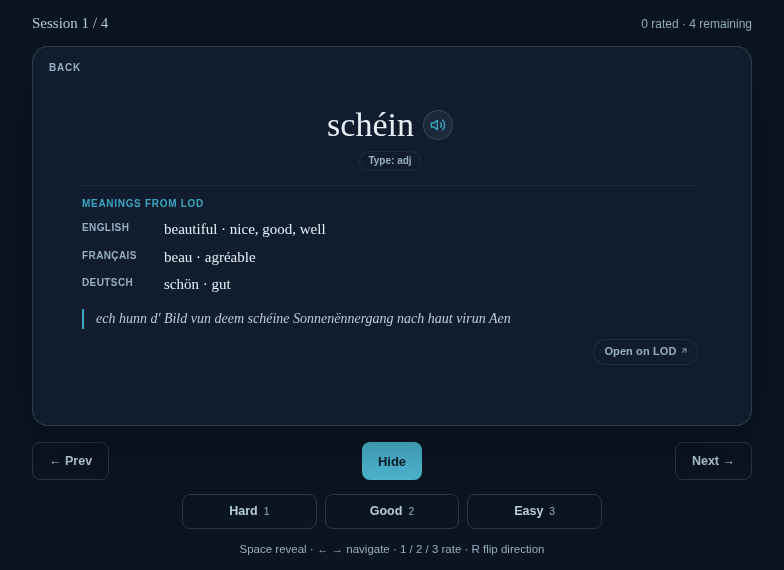 Session 1 / 4
0 rated · 4 remaining
BACK
schéin
Type: adj
MEANINGS FROM LOD
ENGLISH beautiful · nice, good, well
FRANÇAIS beau · agréable
DEUTSCH schön · gut
ech hunn d' Bild vun deem schéine Sonnenënnergang nach haut virun Aen
Open on LOD ↗
← Prev
Hide
Next →
Hard 1
Good 2
Easy 3
Space reveal · ← → navigate · 1 / 2 / 3 rate · R flip direction